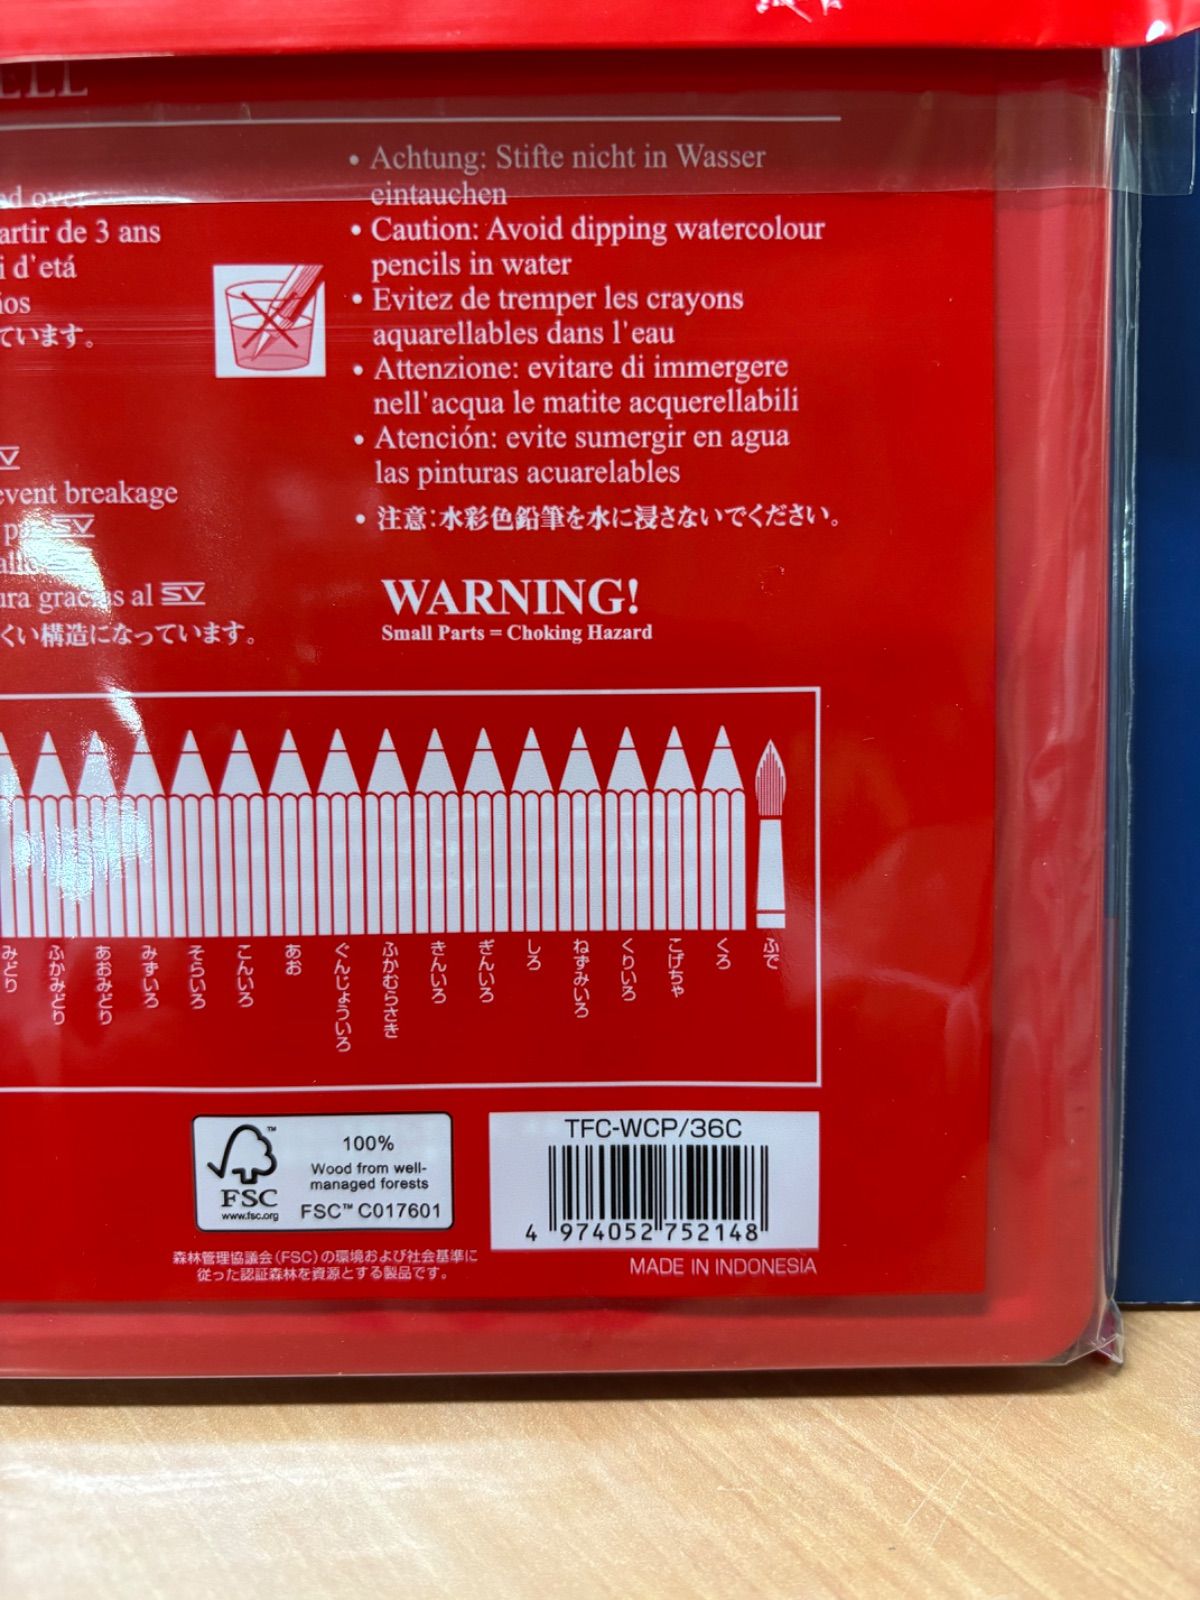 ELL
nd over
artir de 3 ans
i d'etá
ios
ています。
SV
event breakage
SV
ura gracias al SV
くい構造になっています。
• Achtung: Stifte nicht in Wasser
eintauchen
• Caution: Avoid dipping watercolour
pencils in water
• Evitez de tremper les crayons
aquarellables dans l'eau
• Attenzione: evitare di immergere
nell'acqua le matite acquerellabili
• Atención: evite sumergir en agua
las pinturas acuarelables
• 注意:水彩色鉛筆を水に浸さないでください。
WARNING!
Small Parts = Choking Hazard
みどり
ふかみどり
あおみどり
みずいろ
そらいろ
こんいろ
あお
ぐんじょういろ
ふかむらさき
きんいろ
ぎんいろ
しろ
ねずみいろ
くりいろ
こげちゃ
くろ
ふで
FSC
www.fsc.org
100%
Wood from well-
managed forests
FSC™ C017601
森林管理協議会(FSC)の環境および社会基準に
従った認証森林を資源とする製品です。
TFC-WCP/36C
4 974052 752148
MADE IN INDONESIA